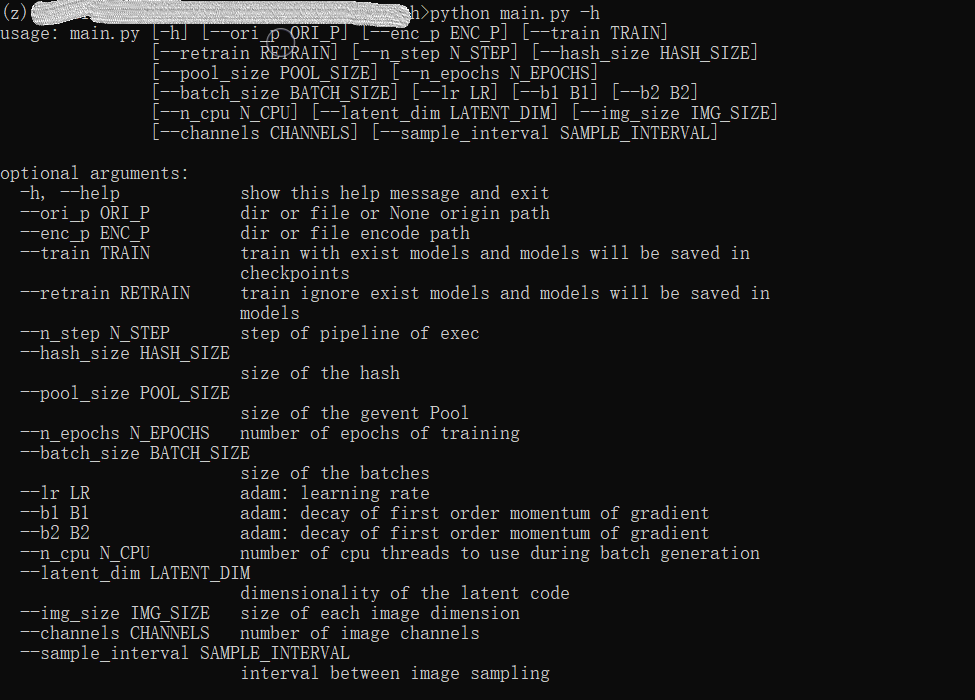 (z) h>python main.py -h
usage: main.py [-h] [--ori_p ORI_P] [--enc_p ENC_P] [--train TRAIN]
[--retrain RETRAIN] [--n_step N_STEP] [--hash_size HASH_SIZE]
[--pool_size POOL_SIZE] [--n_epochs N_EPOCHS]
[--batch_size BATCH_SIZE] [--lr LR] [--b1 B1] [--b2 B2]
[--n_cpu N_CPU] [--latent_dim LATENT_DIM] [--img_size IMG_SIZE]
[--channels CHANNELS] [--sample_interval SAMPLE_INTERVAL]
optional arguments:
-h, --help show this help message and exit
--ori_p ORI_P dir or file or None origin path
--enc_p ENC_P dir or file encode path
--train TRAIN train with exist models and models will be saved in
checkpoints
--retrain RETRAIN train ignore exist models and models will be saved in
models
--n_step N_STEP step of pipeline of exec
--hash_size HASH_SIZE
size of the hash
--pool_size POOL_SIZE
size of the gevent Pool
--n_epochs N_EPOCHS number of epochs of training
--batch_size BATCH_SIZE
size of the batches
--lr LR adam: learning rate
--b1 B1 adam: decay of first order momentum of gradient
--b2 B2 adam: decay of first order momentum of gradient
--n_cpu N_CPU number of cpu threads to use during batch generation
--latent_dim LATENT_DIM
dimensionality of the latent code
--img_size IMG_SIZE size of each image dimension
--channels CHANNELS number of image channels
--sample_interval SAMPLE_INTERVAL
interval between image sampling